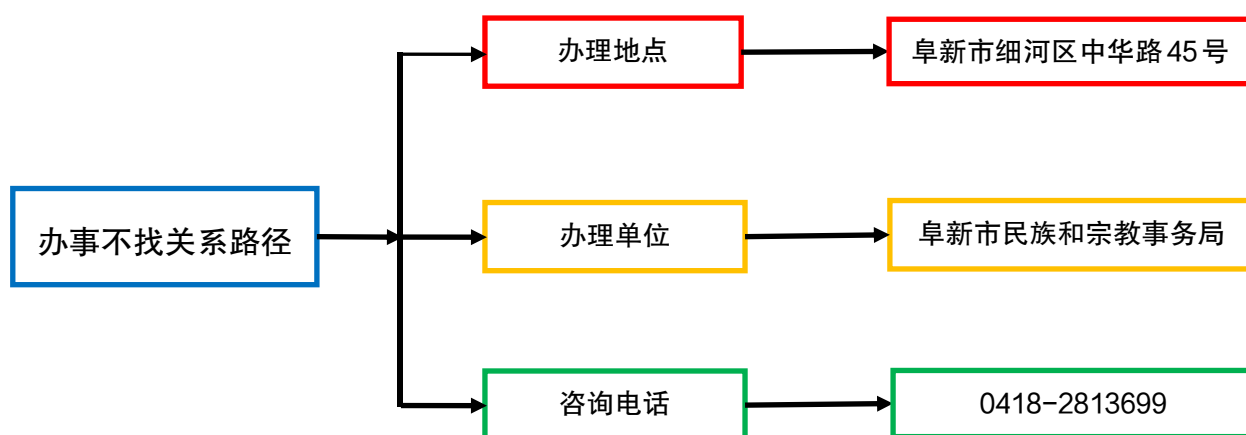 办理地点
阜新市细河区中华路45号
办事不找关系路径
办理单位
阜新市民族和宗教事务局
咨询电话
0418-2813699